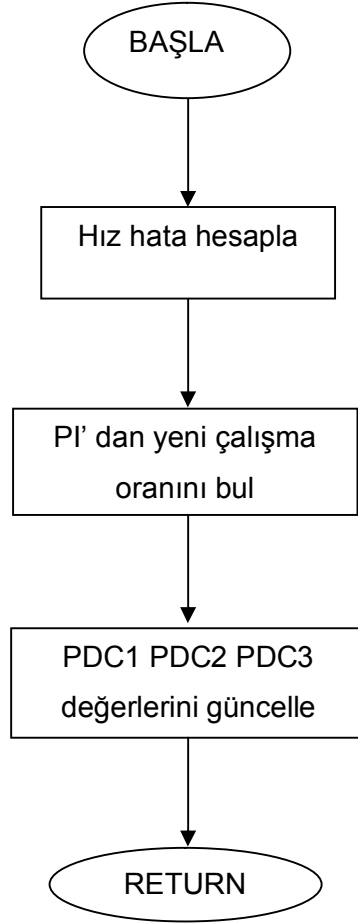 BAŞLA
Hız hata hesapla
PI’ dan yeni çalışma
oranını bul
PDC1 PDC2 PDC3
değerlerini güncelle
RETURN